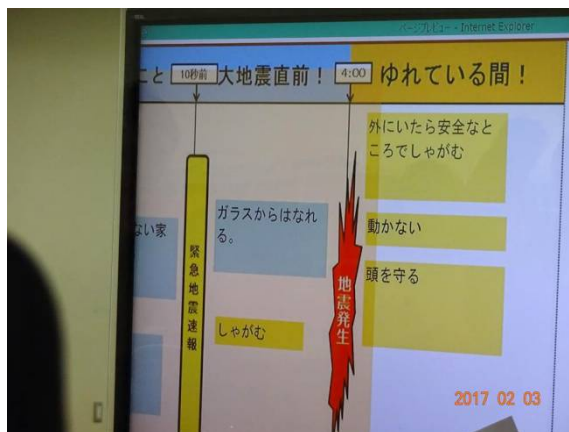 ページプレビュー - Internet Explorer
こと
10秒前
大地震直前！
4:00
ゆれている間！
外にいたら安全なと
ころでしゃがむ
ない家
緊急地震速報
ガラスからはなれ
る。
しゃがむ
地震発生
動かない
頭を守る
2017 02 03